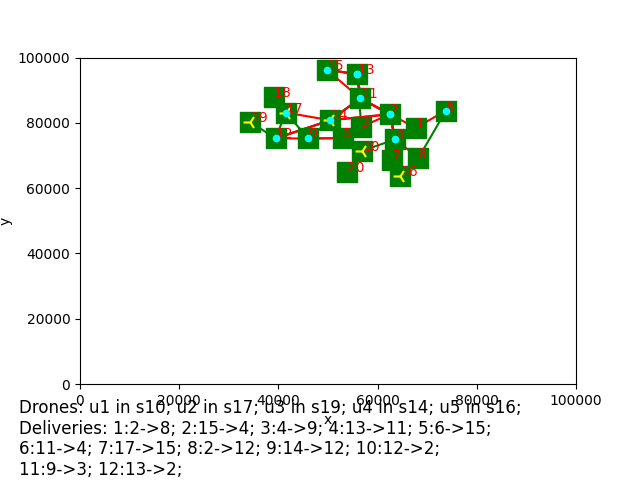 100000
80000
60000
40000
20000
0
y
0 20000 40000 60000 80000 100000
x
Drones: u1 in s10; u2 in s17; u3 in s19; u4 in s14; u5 in s16;
Deliveries: 1:2->8; 2:15->4; 3:4->9; 4:13->11; 5:6->15;
6:11->4; 7:17->15; 8:2->12; 9:14->12; 10:12->2;
11:9->3; 12:13->2;